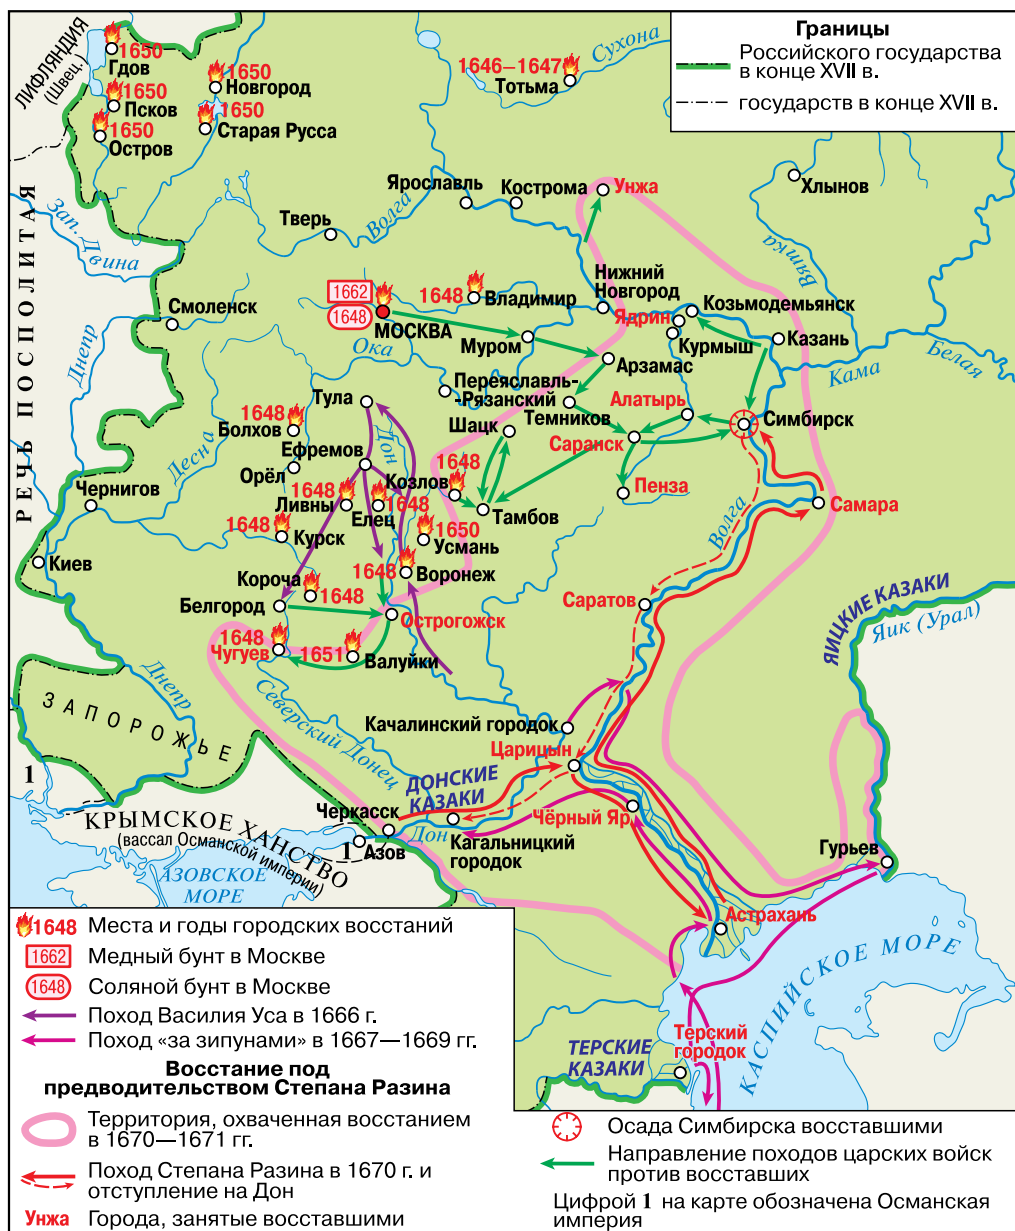 Границы
Российского государства
в конце XVII в.
государств в конце XVII в.
ЛИФЛЯНДИЯ
(Швец.)
1650
Гдов
1650
Псков
1650
Остров
1650
Новгород
1650
Старая Русса
1646–1647
Тотьма
Сухона
Хлынов
Вятка
Ярославль
Кострома
Унжа
Тверь
Волга
РЕЧЬ ПОСПОЛИТАЯ
Зап. Двина
Смоленск
Днепр
1662
1648
МОСКВА
1648
Владимир
Нижний
Новгород
Козьмодемьянск
Ядрин
Курмыш
Казань
Муром
Арзамас
Ока
Кама
Белая
Переяславль-
-Рязанский
Темников
Алатырь
Симбирск
Тула
Шацк
Саранск
1648
Болхов
Ефремов
Дон
Десна
Орёл
Козлов
1648
Пенза
Чернигов
1648
Ливны
Елец
1648
Тамбов
Самара
Волга
1648
Курск
1650
Усмань
Киев
1648
Воронеж
Короча
1648
Белгород
Острогожск
Саратов
ЯИЦКИЕ КАЗАКИ
Яик (Урал)
1648
Чугуев
1651
Валуйки
Днепр
ЗАПОРОЖЬЕ
Северский Донец
Качалинский городок
Царицын
1
ДОНСКИЕ
КАЗАКИ
Черкасск
Дон
Чёрный Яр
КРЫМСКОЕ ХАНСТВО
(вассал Османской империи)
1
Азов
Кагальницкий
городок
Гурьев
АЗОВСКОЕ
МОРЕ
Астрахань
КАСПИЙСКОЕ МОРЕ
Терский
городок
ТЕРСКИЕ
КАЗАКИ
1648 Места и годы городских восстаний
1662 Медный бунт в Москве
1648 Соляной бунт в Москве
Поход Василия Уса в 1666 г.
Поход «за зипунами» в 1667—1669 гг.
Восстание под
предводительством Степана Разина
Территория, охваченная восстанием
в 1670—1671 гг.
Поход Степана Разина в 1670 г. и
отступление на Дон
Унжа Города, занятые восставшими
Осада Симбирска восставшими
Направление походов царских войск
против восставших
Цифрой 1 на карте обозначена Османская
империя